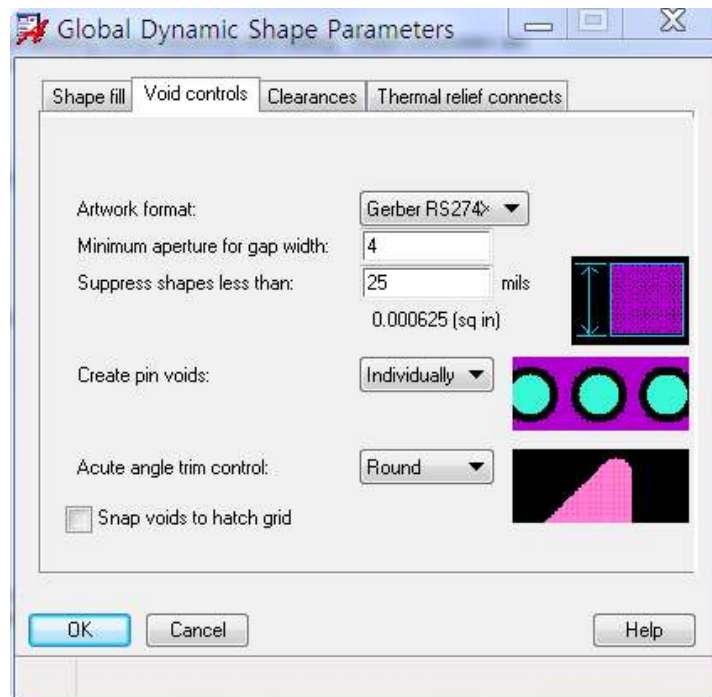 Global Dynamic Shape Parameters
Shape fill Void controls Clearances Thermal relief connects
Artwork format: Gerber RS274X
Minimum aperture for gap width: 4
Suppress shapes less than: 25 mils
0.000625 (sq in)
Create pin voids: Individually
Acute angle trim control: Round
Snap voids to hatch grid
OK Cancel Help